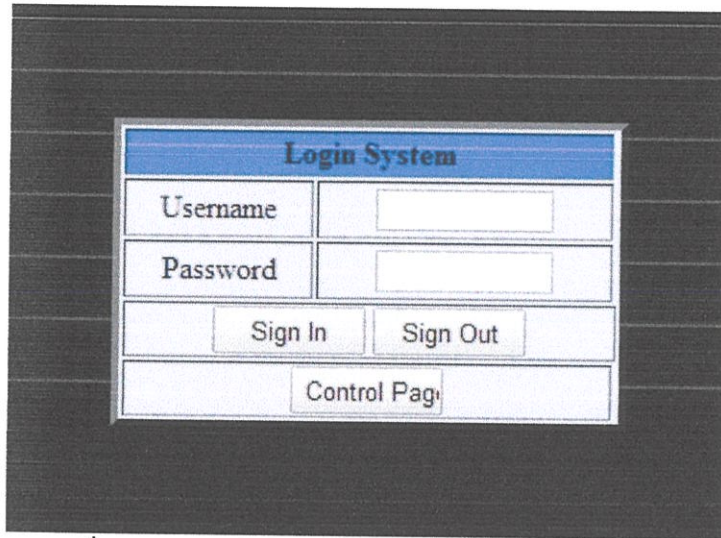 Login System
Username
Password
Sign In Sign Out
Control Pag